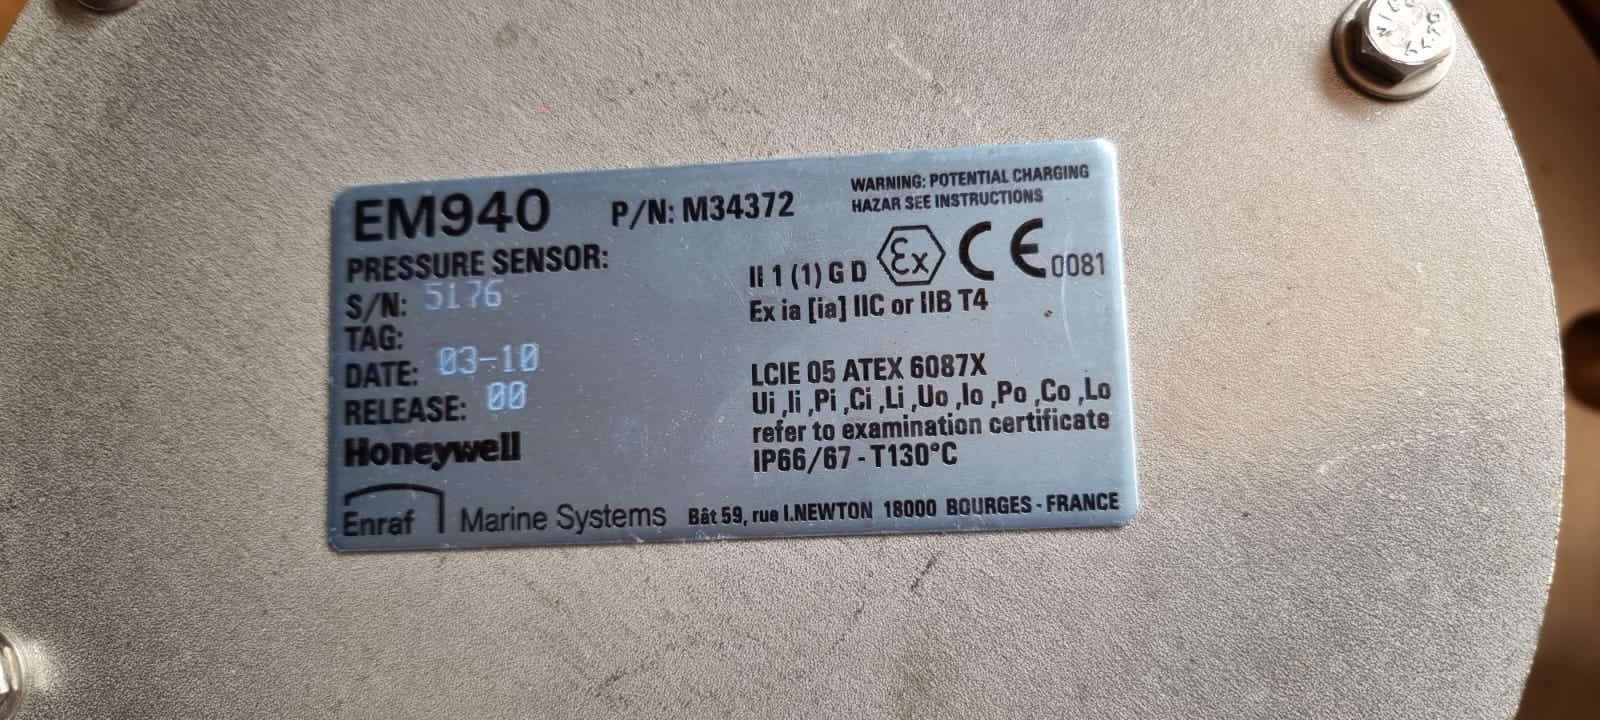 EM940 P/N: M34372
WARNING: POTENTIAL CHARGING
HAZAR SEE INSTRUCTIONS
PRESSURE SENSOR:
S/N: 5176
TAG:
DATE: 03-10
RELEASE: 00
Honeywell
Enraf Marine Systems
II 1 (1) G D Ex CE 0081
Ex ia [ia] IIC or IIB T4
LCIE 05 ATEX 6087X
Ui ,Ii ,Pi ,Ci ,Li ,Uo ,Io ,Po ,Co ,Lo
refer to examination certificate
IP66/67 - T130°C
Bât 59, rue I.NEWTON 18000 BOURGES - FRANCE